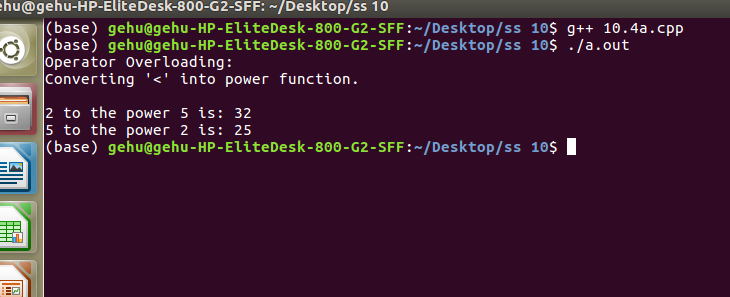 ehu@gehu-HP-EliteDesk-800-G2-SFF: ~/Desktop/ss 10
(base) gehu@gehu-HP-EliteDesk-800-G2-SFF:~/Desktop/ss 10$ g++ 10.4a.cpp
(base) gehu@gehu-HP-EliteDesk-800-G2-SFF:~/Desktop/ss 10$ ./a.out
Operator Overloading:
Converting '<' into power function.
2 to the power 5 is: 32
5 to the power 2 is: 25
(base) gehu@gehu-HP-EliteDesk-800-G2-SFF:~/Desktop/ss 10$